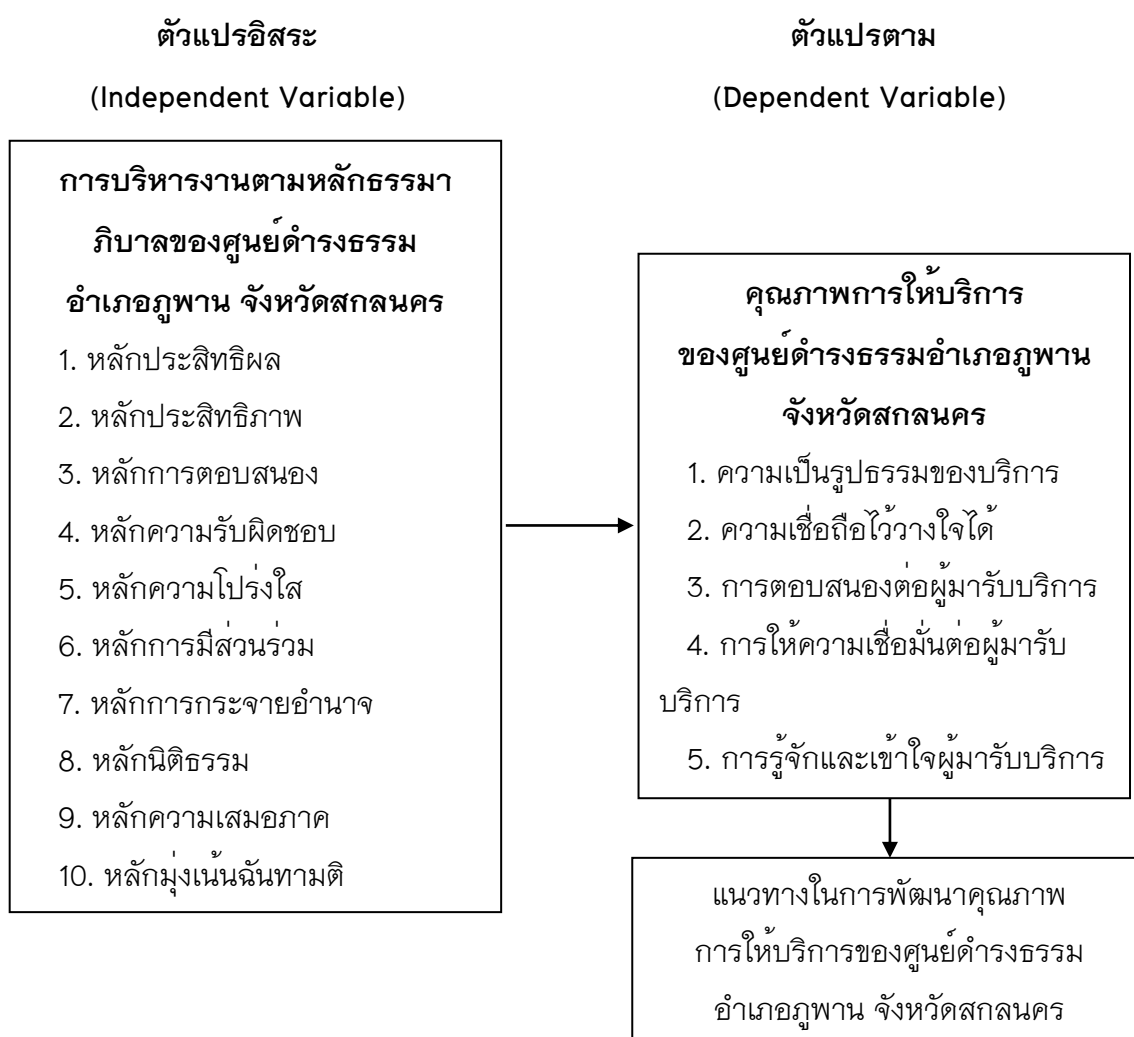 ตัวแปรอิสระ
(Independent Variable)
การบริหารงานตามหลักธรรมา
ภิบาลของศูนย์ดำรงธรรม
อำเภอภูพาน จังหวัดสกลนคร
1. หลักประสิทธิผล
2. หลักประสิทธิภาพ
3. หลักการตอบสนอง
4. หลักความรับผิดชอบ
5. หลักความโปร่งใส
6. หลักการมีส่วนร่วม
7. หลักการกระจายอำนาจ
8. หลักนิติธรรม
9. หลักความเสมอภาค
10. หลักมุ่งเน้นฉันทามติ
ตัวแปรตาม
(Dependent Variable)
คุณภาพการให้บริการ
ของศูนย์ดำรงธรรมอำเภอภูพาน
จังหวัดสกลนคร
1. ความเป็นรูปธรรมของบริการ
2. ความเชื่อถือไว้วางใจได้
3. การตอบสนองต่อผู้มารับบริการ
4. การให้ความเชื่อมั่นต่อผู้มารับ
บริการ
5. การรู้จักและเข้าใจผู้มารับบริการ
แนวทางในการพัฒนาคุณภาพ
การให้บริการของศูนย์ดำรงธรรม
อำเภอภูพาน จังหวัดสกลนคร